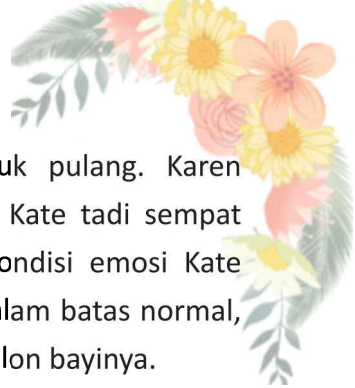 uk pulang. Karen
Kate tadi sempat
ondisi emosi Kate
alam batas normal,
lon bayinya.